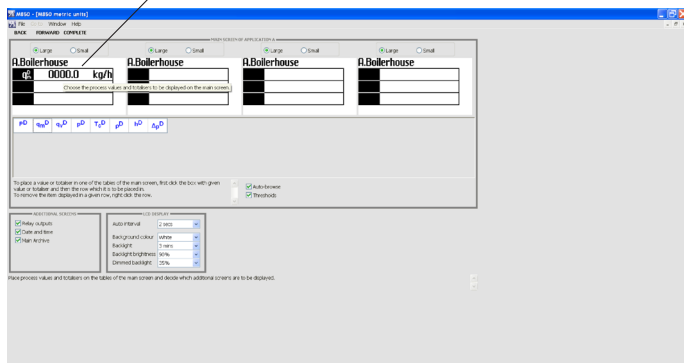 M850 - [M850 metric units]
File Window Help
BACK FORWARD COMPLETE
MAIN SCREEN OF APPLICATION A
Large Small Large Small Large Small Large Small
A.Boilerhouse A.Boilerhouse A.Boilerhouse A.Boilerhouse
0000.0 kg/h
Choose the process values and totalisers to be displayed on the main screen.
To place a value or totaliser in one of the tables of the main screen, first click the box with given
value or totaliser and then the row which it is to be placed in.
To remove the item displayed in a given row, right click the row.
Auto-browse
Thresholds
ADDITIONAL SCREENS
Relay outputs
Date and time
Main Archive
LCD DISPLAY
Auto interval 2 secs
Background colour White
Backlight 3 mins
Backlight brightness 90%
Dimmed backlight 35%
Place process values and totalisers on the tables of the main screen and decide which additional screens are to be displayed.